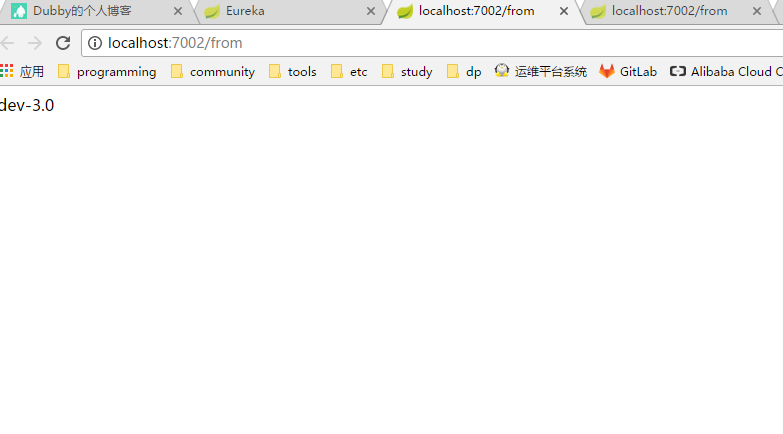 Dubby的个人博客 Eureka localhost:7002/from localhost:7002/from
localhost:7002/from
应用 programming community tools etc study dp 运维平台系统 GitLab Alibaba Cloud C
dev-3.0